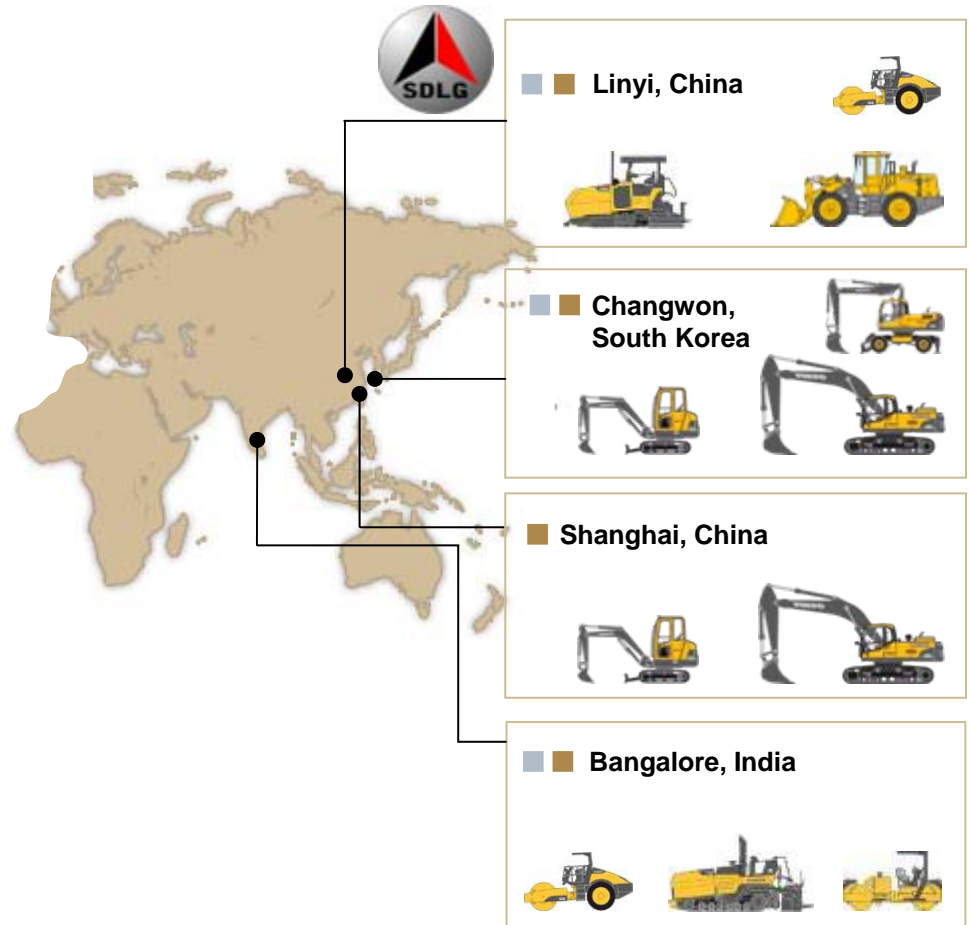 SDLG
Linyi, China
Changwon,
South Korea
Shanghai, China
Bangalore, India